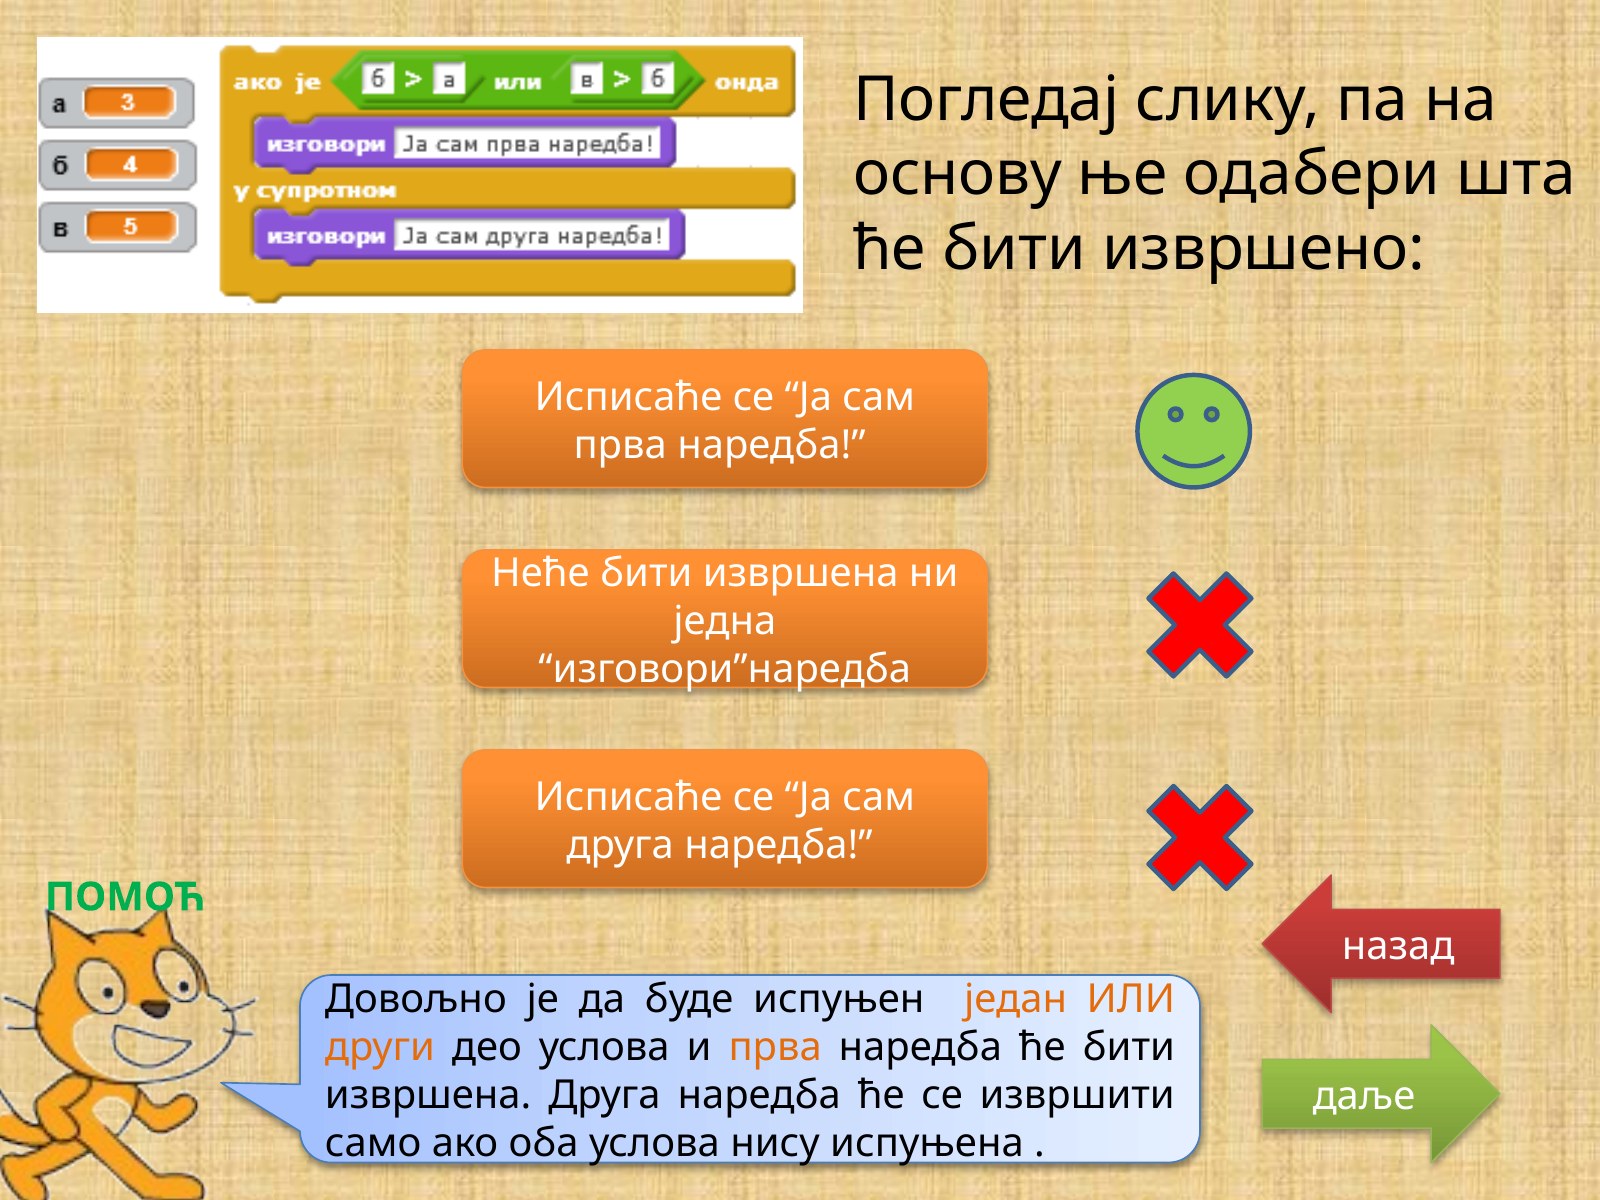 а 3
б 4
в 5
ако је б > а или в > б онда
изговори Ја сам прва наредба!
у супротном
изговори Ја сам друга наредба!
Погледај слику, па на
основу ње одабери шта
ће бити извршено:
Исписаће се “Ја сам
прва наредба!”
Неће бити извршена ни
једна
“изговори”наредба
Исписаће се “Ја сам
друга наредба!”
ПОМОЋ
Довољно је да буде испуњен један ИЛИ
други део услова и прва наредба ће бити
извршена. Друга наредба ће се извршити
само ако оба услова нису испуњена .
назад
даље